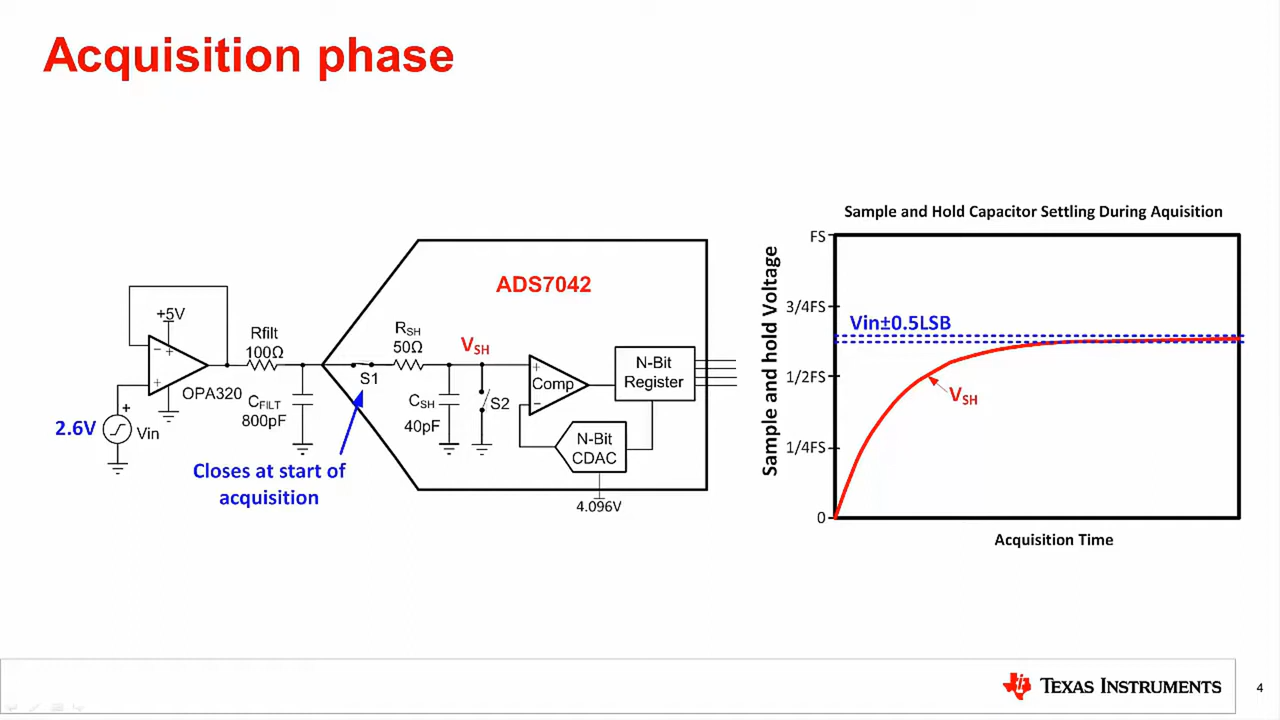 Acquisition phase
+5V
Rfilt
100Ω
OPA320
CFILT
800pF
2.6V
Vin
Closes at start of
acquisition
ADS7042
RSH
50Ω
S1
VSH
CSH
40pF
S2
Comp
N-Bit
Register
N-Bit
CDAC
4.096V
Sample and Hold Capacitor Settling During Aquisition
Sample and hold Voltage
FS
3/4FS
1/2FS
1/4FS
0
Vin±0.5LSB
VSH
Acquisition Time
TEXAS INSTRUMENTS
4